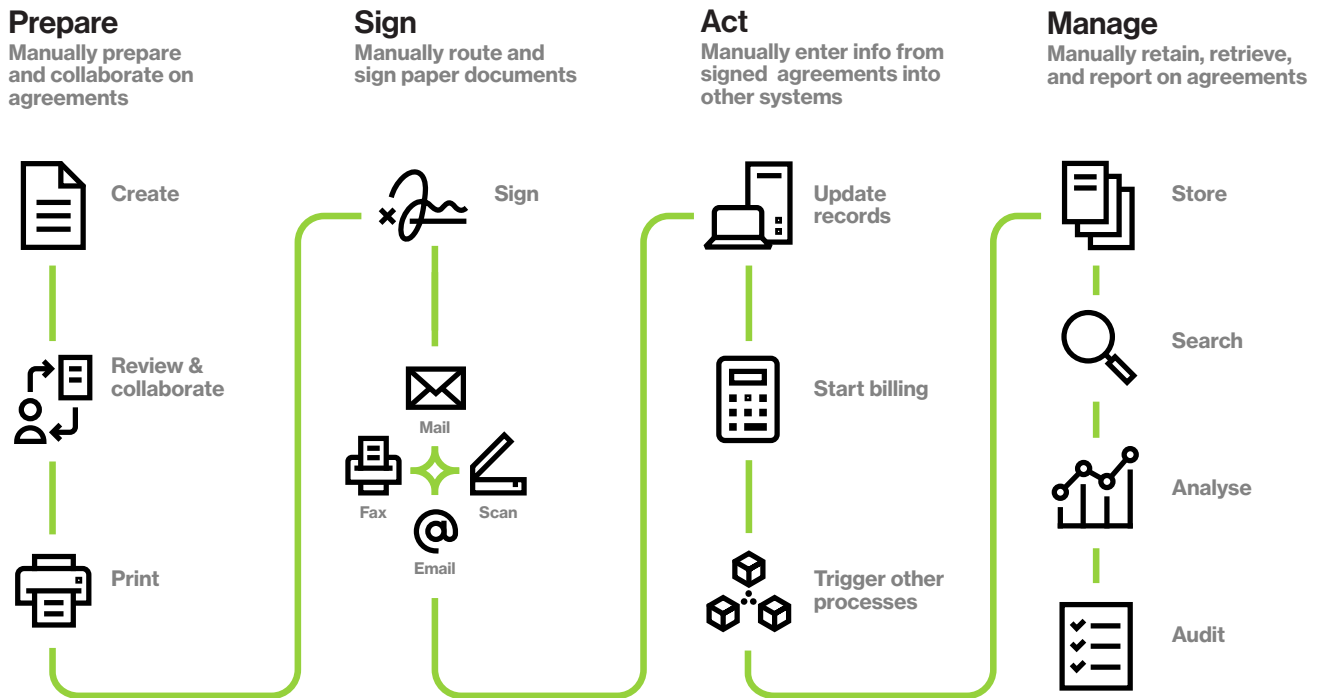 Prepare
Manually prepare
and collaborate on
agreements
Create
Review &
collaborate
Print
Sign
Manually route and
sign paper documents
Sign
Mail
Fax
Scan
Email
Act
Manually enter info from
signed agreements into
other systems
Update
records
Start billing
Trigger other
processes
Manage
Manually retain, retrieve,
and report on agreements
Store
Search
Analyse
Audit